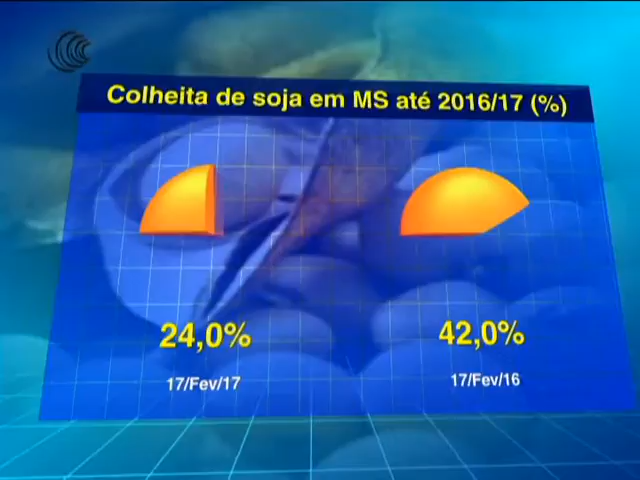 Colheita de soja em MS até 2016/17 (%)
24,0% 42,0%
17/Fev/17 17/Fev/16